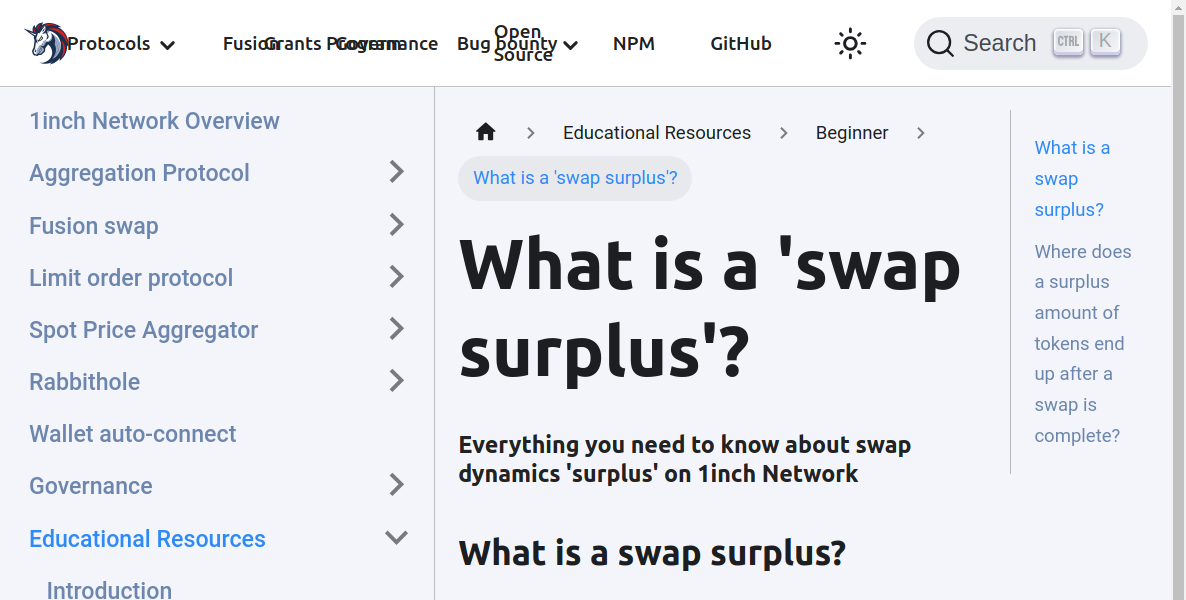 Protocols Fusion Grants Program Governance Bug bounty Open Source NPM GitHub Search CTRL K
1inch Network Overview
Aggregation Protocol
Fusion swap
Limit order protocol
Spot Price Aggregator
Rabbithole
Wallet auto-connect
Governance
Educational Resources
Introduction
Educational Resources Beginner
What is a 'swap surplus'?
What is a 'swap
surplus'?
Everything you need to know about swap
dynamics 'surplus' on 1inch Network
What is a swap surplus?
What is a
swap
surplus?
Where does
a surplus
amount of
tokens end
up after a
swap is
complete?